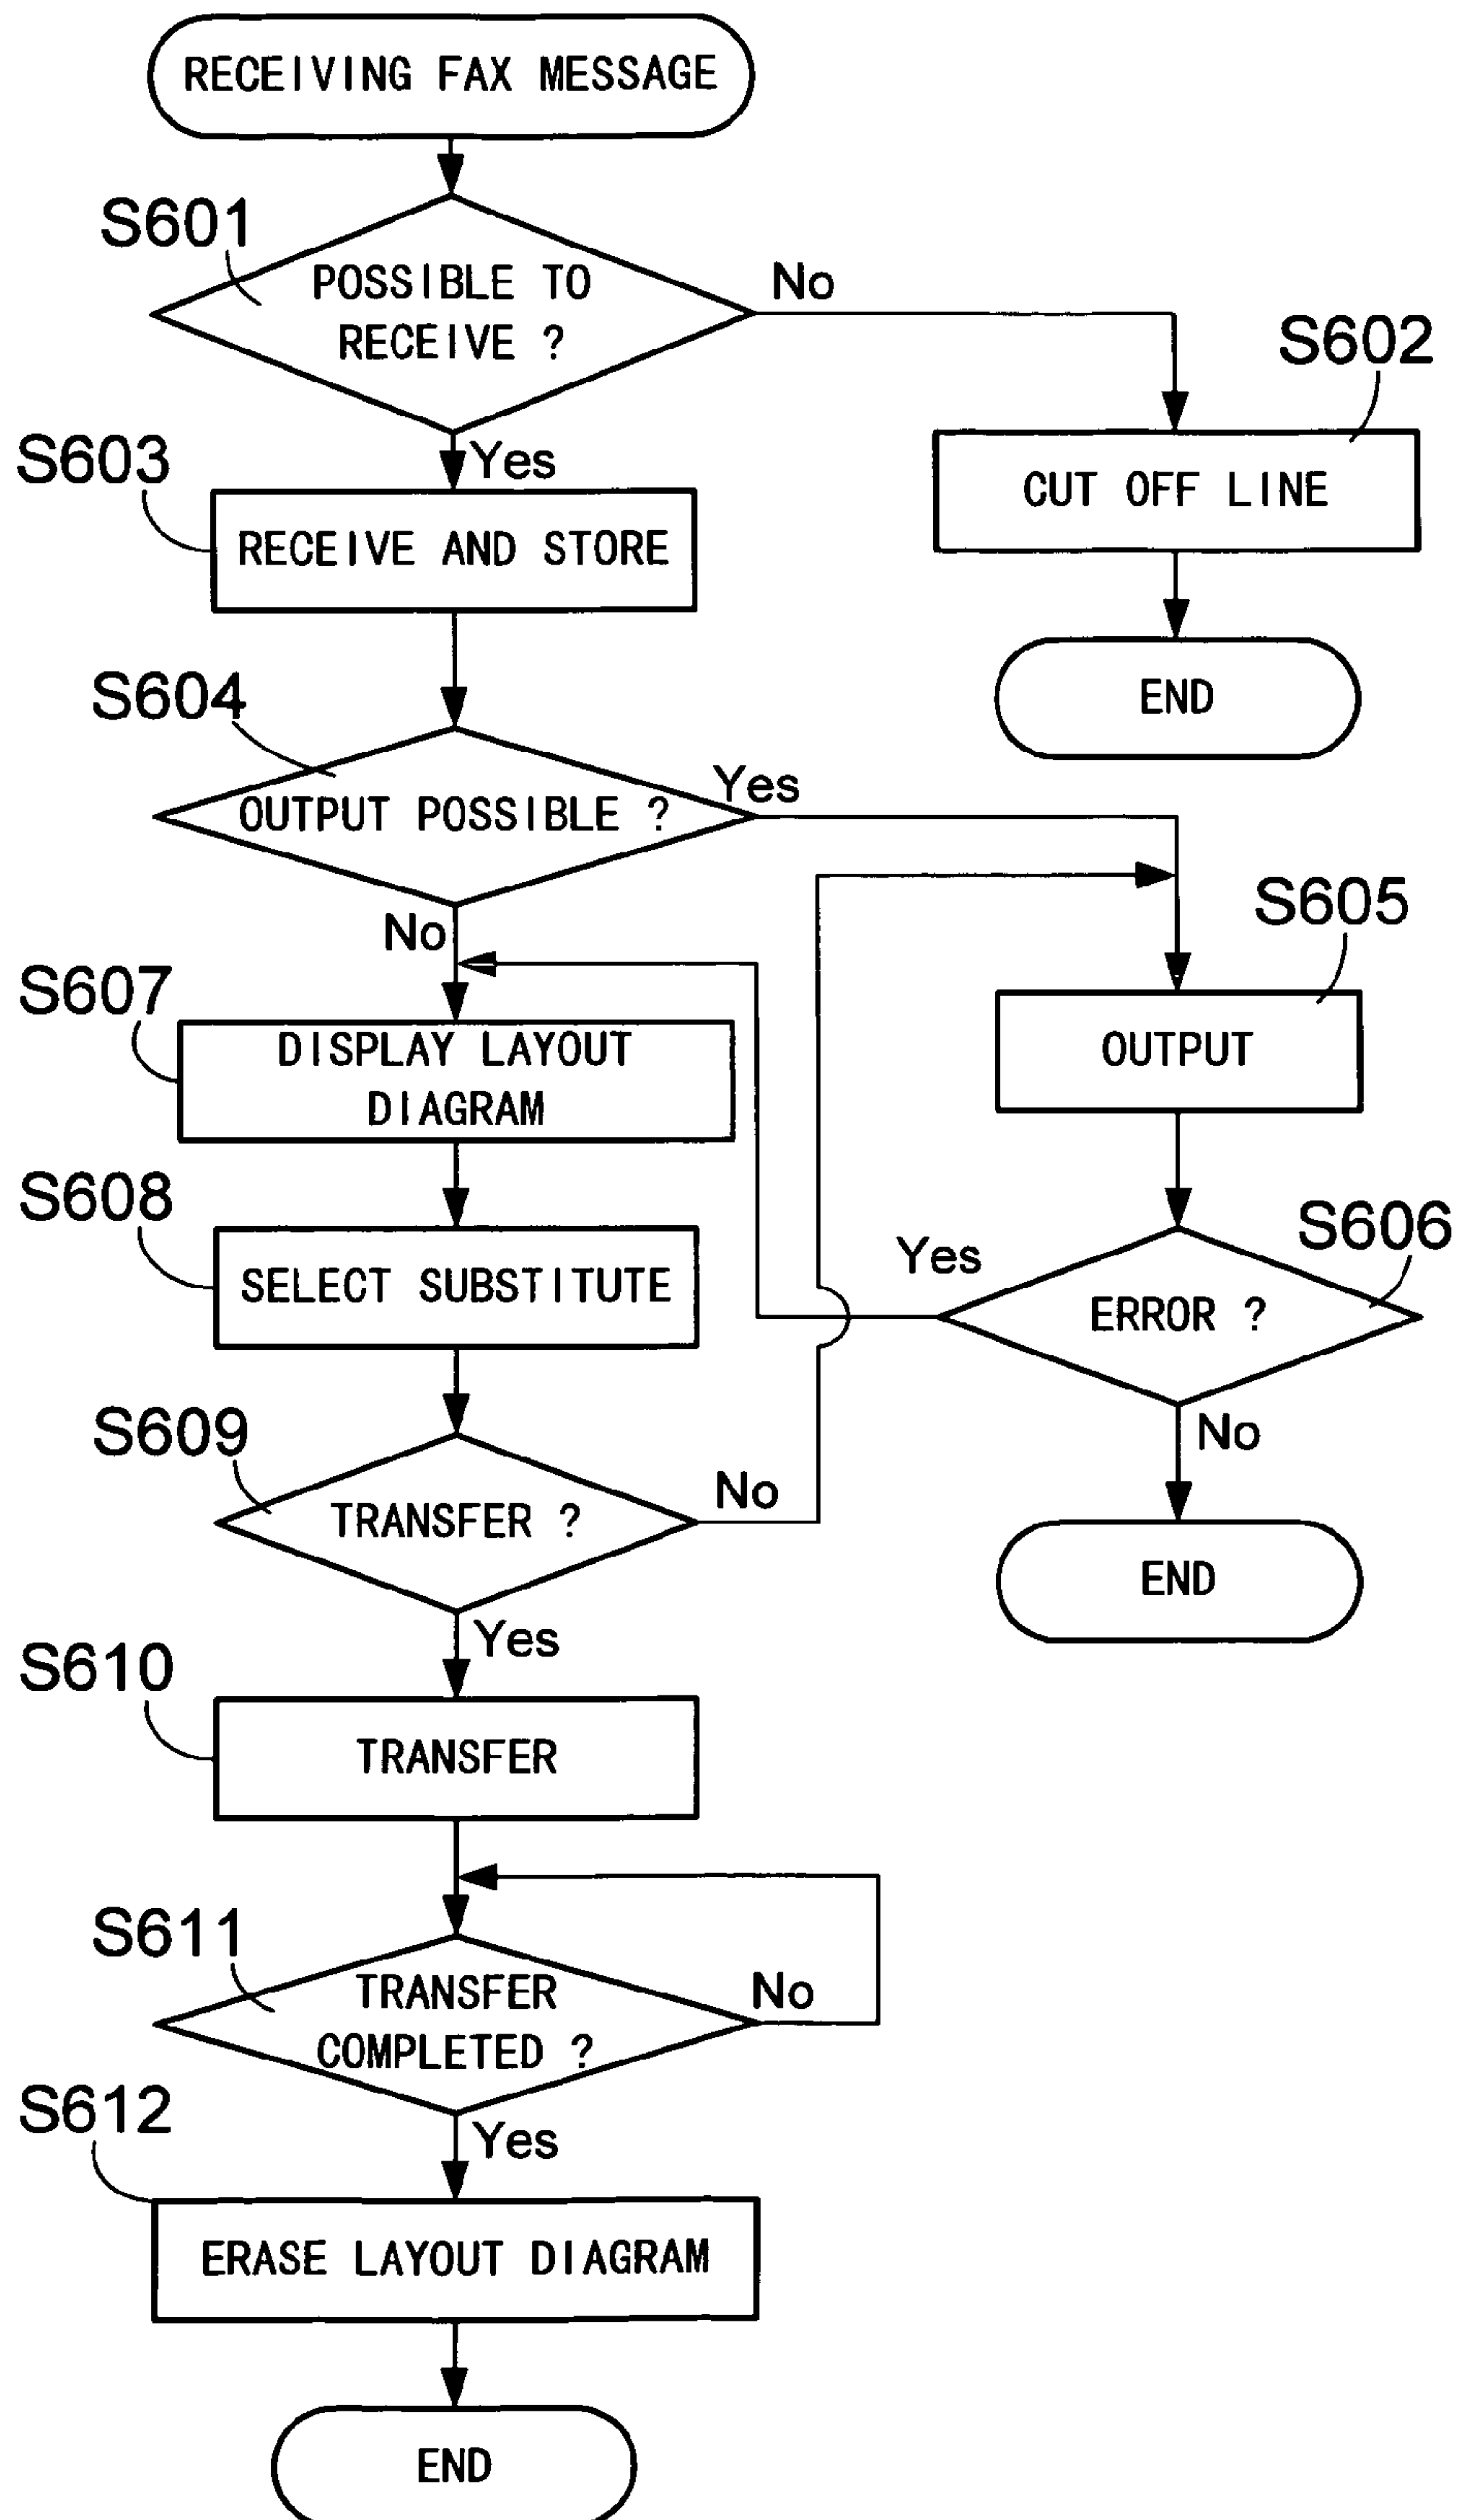 RECEIVING FAX MESSAGE
S601
POSSIBLE TO
RECEIVE ?
No
S602
CUT OFF LINE
END
Yes
S603
RECEIVE AND STORE
S604
OUTPUT POSSIBLE ?
Yes
No
S605
OUTPUT
S607
DISPLAY LAYOUT
DIAGRAM
S608
SELECT SUBSTITUTE
S606
ERROR ?
Yes
No
END
S609
TRANSFER ?
No
Yes
S610
TRANSFER
S611
TRANSFER
COMPLETED ?
No
Yes
S612
ERASE LAYOUT DIAGRAM
END